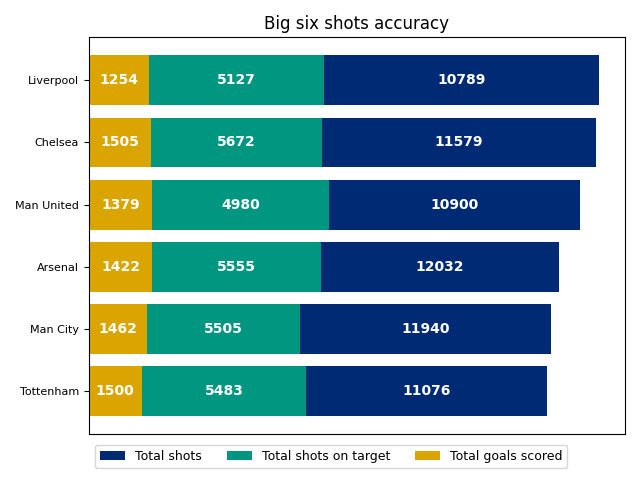 Big six shots accuracy
Liverpool 1254 5127 10789
Chelsea 1505 5672 11579
Man United 1379 4980 10900
Arsenal 1422 5555 12032
Man City 1462 5505 11940
Tottenham 1500 5483 11076
Total shots Total shots on target Total goals scored